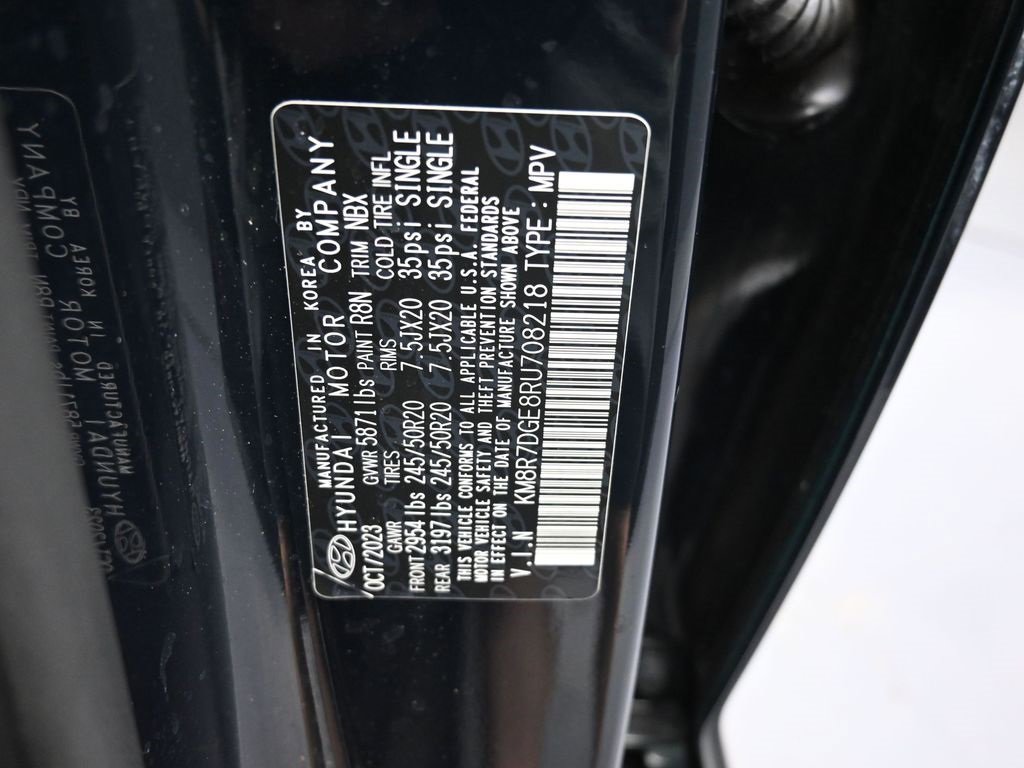 MANUFACTURED IN KOREA BY
HYUNDAI MOTOR COMPANY
OCT/2023 GVWR 5871lbs PAINT R8N TRIM NBX
GAWR TIRES RIMS COLD TIRE INFL
FRONT 2954 lbs 245/50R20 7.5JX20 35psi SINGLE
REAR 3197 lbs 245/50R20 7.5JX20 35psi SINGLE
THIS VEHICLE CONFORMS TO ALL APPLICABLE U.S.A. FEDERAL
MOTOR VEHICLE SAFETY AND THEFT PREVENTION STANDARDS
IN EFFECT ON THE DATE OF MANUFACTURE SHOWN ABOVE
V.I.N KM8R7DGE8RU708218 TYPE : MPV